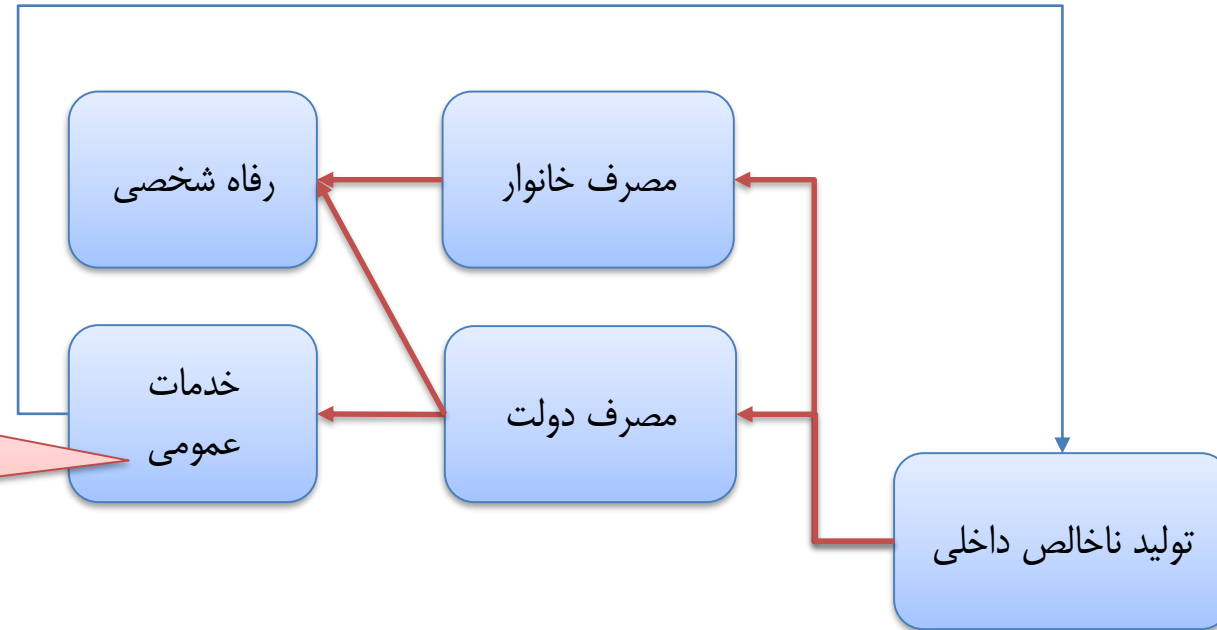 مصرف خانوار
رفاه شخصی
مصرف دولت
خدمات
عمومی
تولید ناخالص داخلی